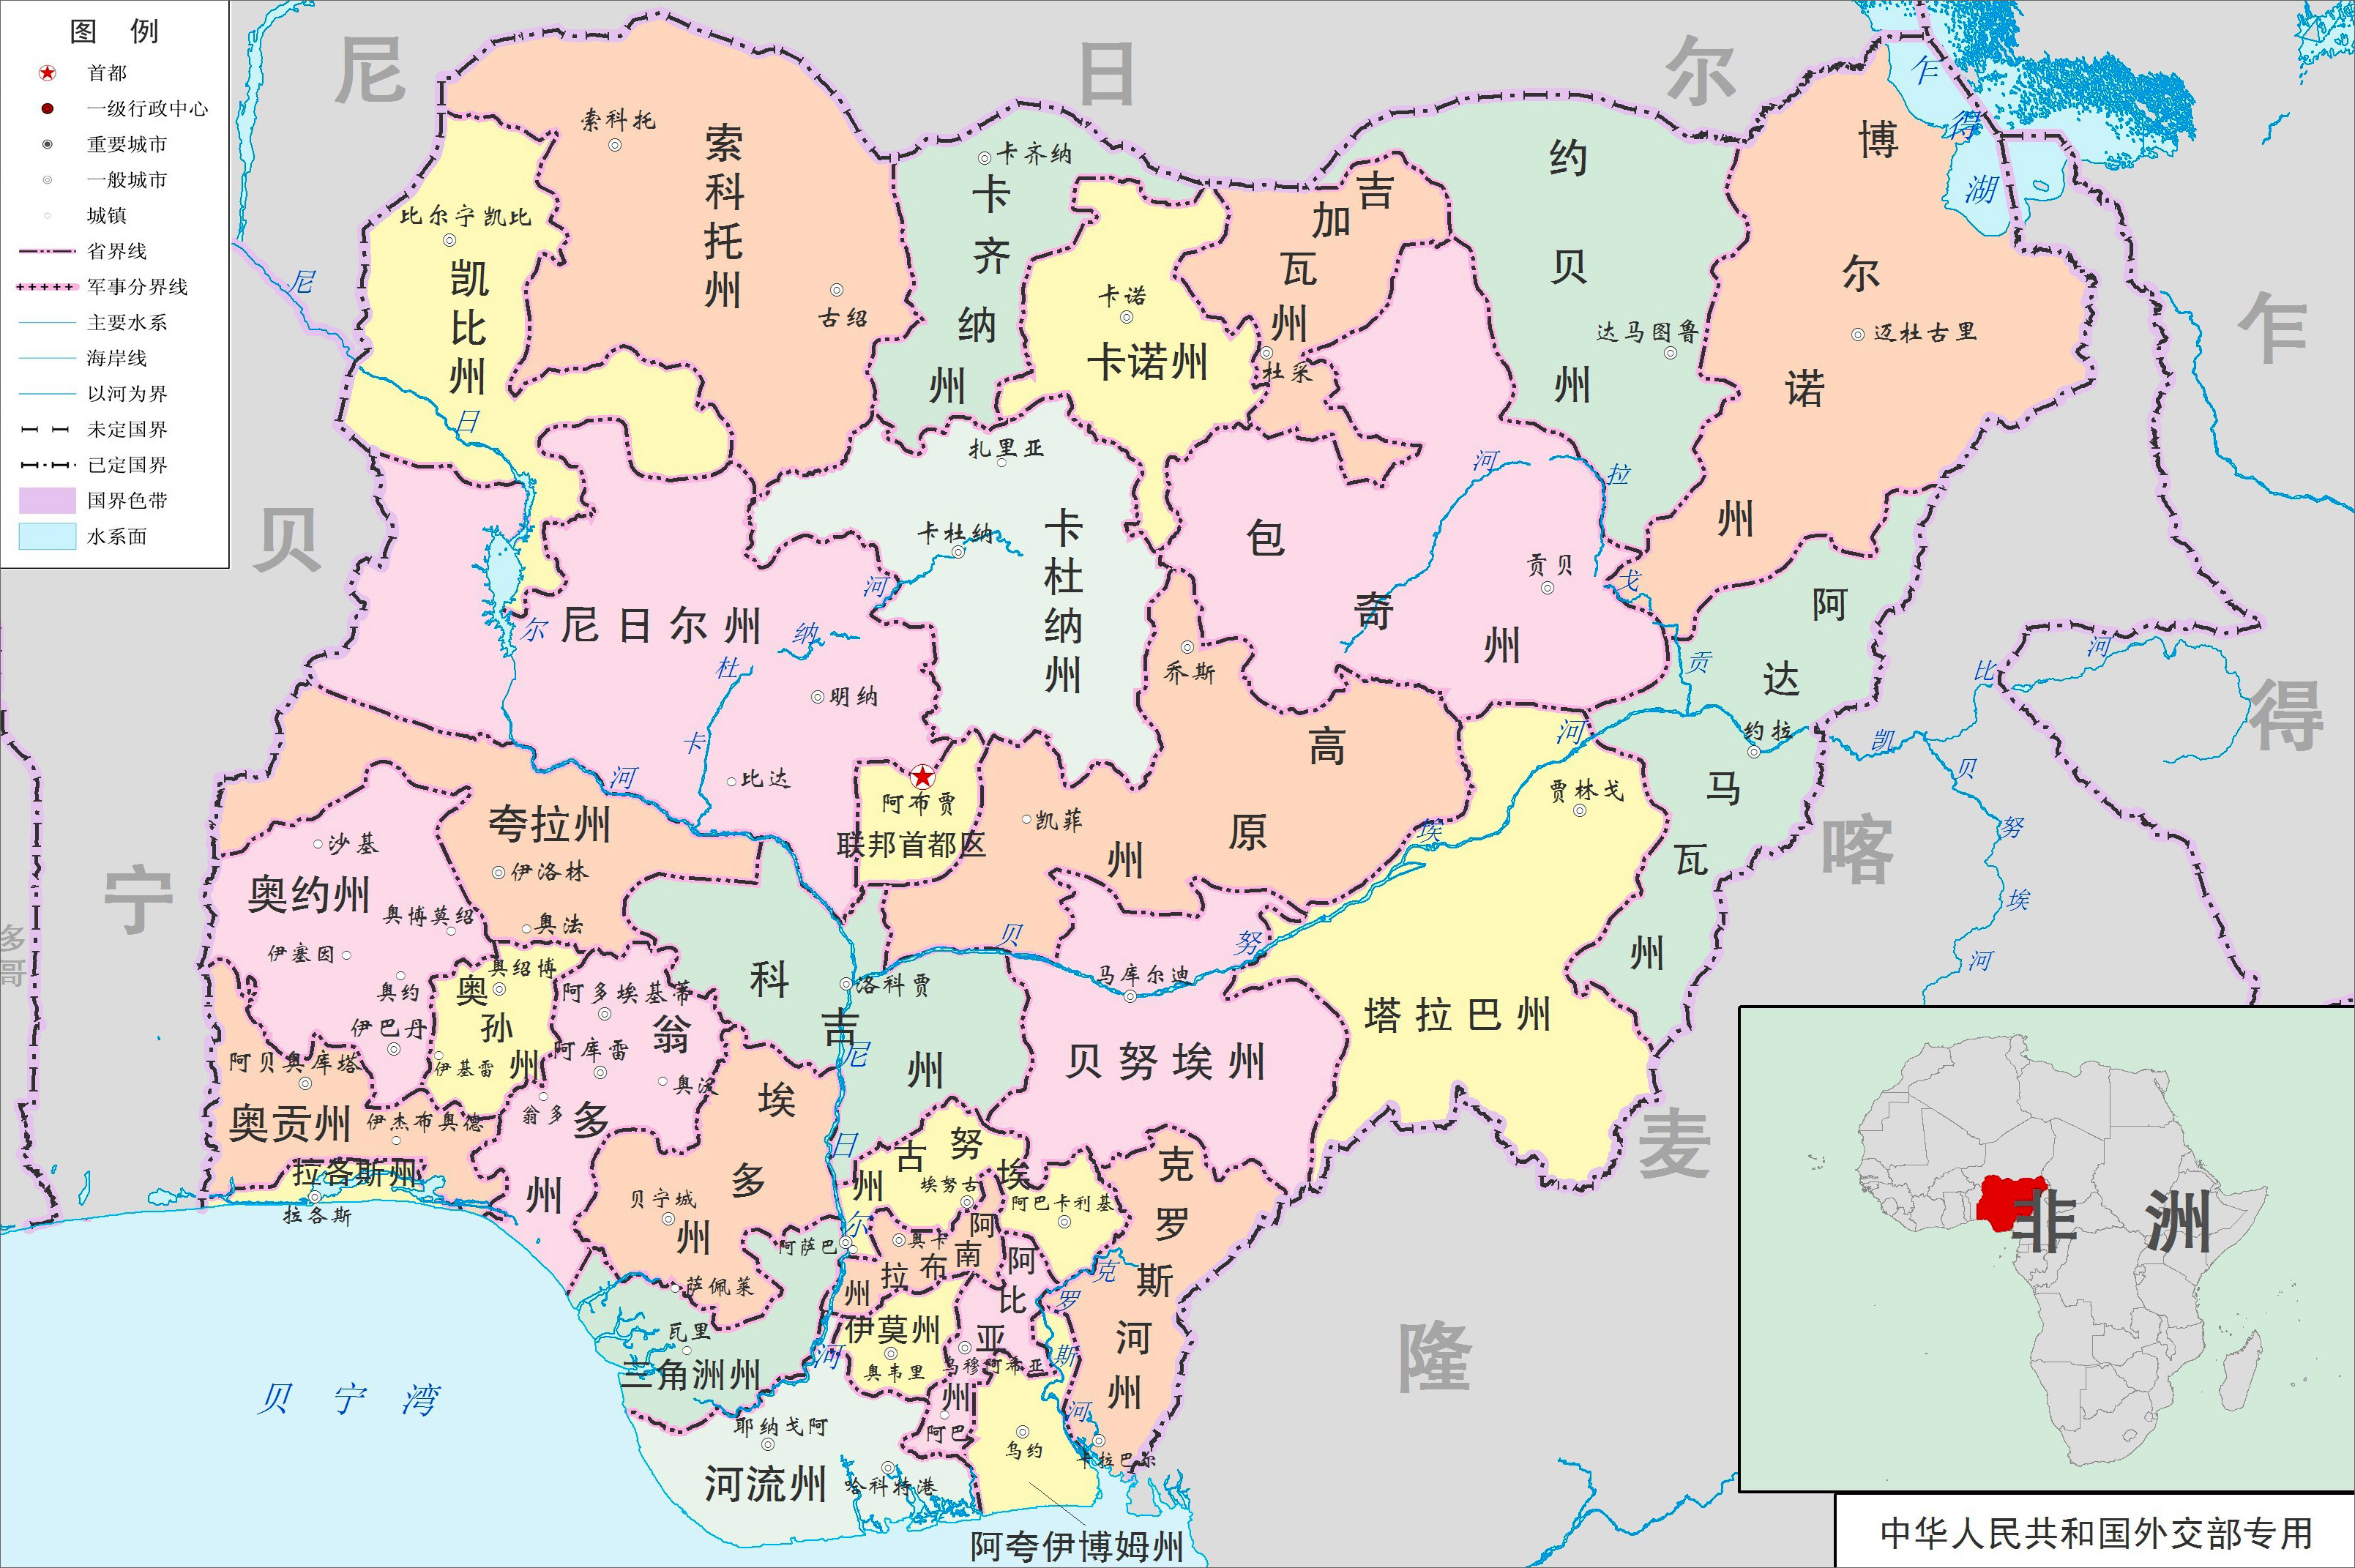 图 例
首都
一级行政中心
重要城市
一般城市
城镇
省界线
军事分界线
主要水系
海岸线
以河为界
未定国界
已定国界
国界色带
水系面
尼 日 尔
乍得
喀麦隆
贝宁
多哥
乍得湖
贝 宁 湾
尼日尔河
卡杜纳河
贡戈拉河
贝努埃河
凯比河
贝努埃河
克罗斯河
索科托
索科托州
古绍
比尔宁凯比
凯比州
卡齐纳
卡齐纳州
卡诺
卡诺州
吉加瓦州
杜采
约贝州
达马图鲁
博尔诺州
迈杜古里
扎里亚
卡杜纳
卡杜纳州
包奇州
贡贝
阿达马瓦州
约拉
尼日尔州
明纳
比达
阿布贾
联邦首都区
乔斯
高原州
凯菲
贾林戈
塔拉巴州
夸拉州
伊洛林
奥法
沙基
奥约州
奥博莫绍
伊塞因
奥约
伊巴丹
奥绍博
奥孙州
伊基雷
阿多埃基蒂
阿库雷
翁多州
奥沃
翁多
阿贝奥库塔
奥贡州
伊杰布奥德
拉各斯州
拉各斯
科吉州
洛科贾
马库尔迪
贝努埃州
埃多州
贝宁城
萨佩莱
埃努古州
埃努古
阿巴卡利基
阿南布拉州
奥卡
阿萨巴
瓦里
三角洲州
伊莫州
奥韦里
阿比亚州
乌穆阿希亚
阿巴
克罗斯河州
卡拉巴尔
乌约
阿夸伊博姆州
耶纳戈阿
河流州
哈科特港
非 洲
中华人民共和国外交部专用